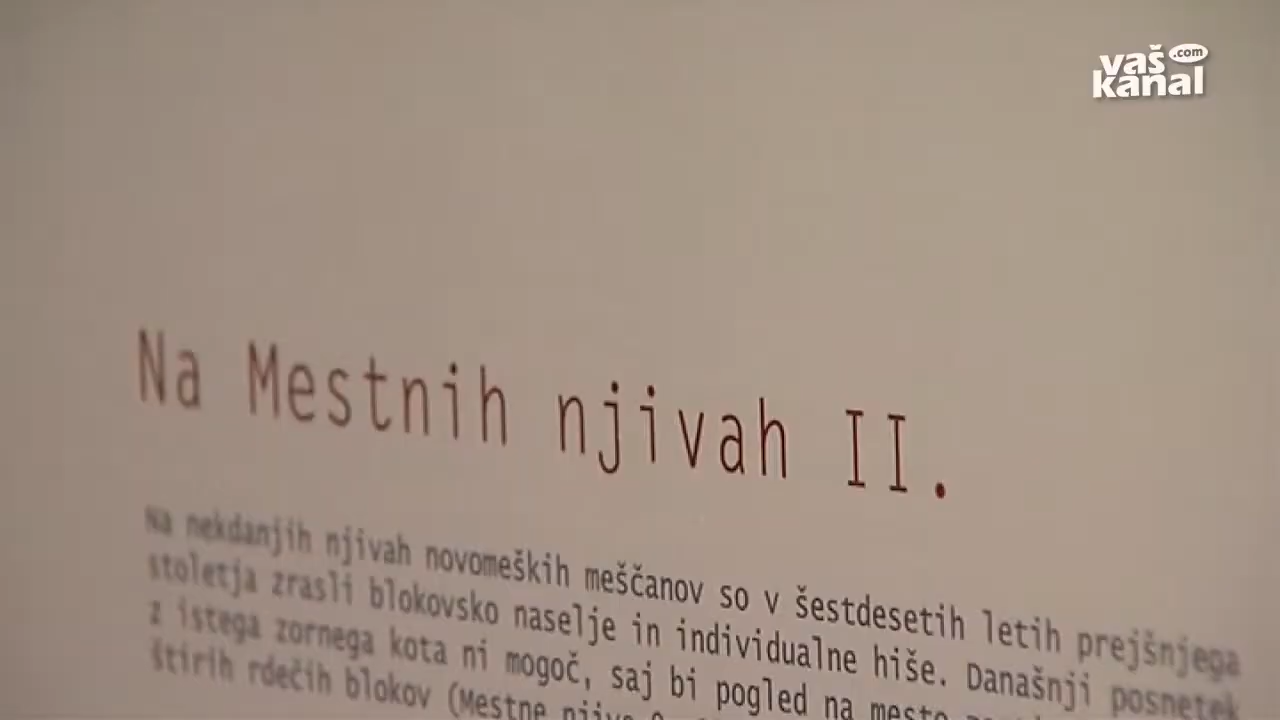 vaš .com
kanal
Na Mestnih njivah II.
Na nekdanjih njivah novomeških meščanov so v šestdesetih letih prejšnjega
stoletja zrasli blokovsko naselje in individualne hiše. Današnji posnetek
z istega zornega kota ni mogoč, saj bi pogled na mesto
štirih rdečih blokov (Mestne njive